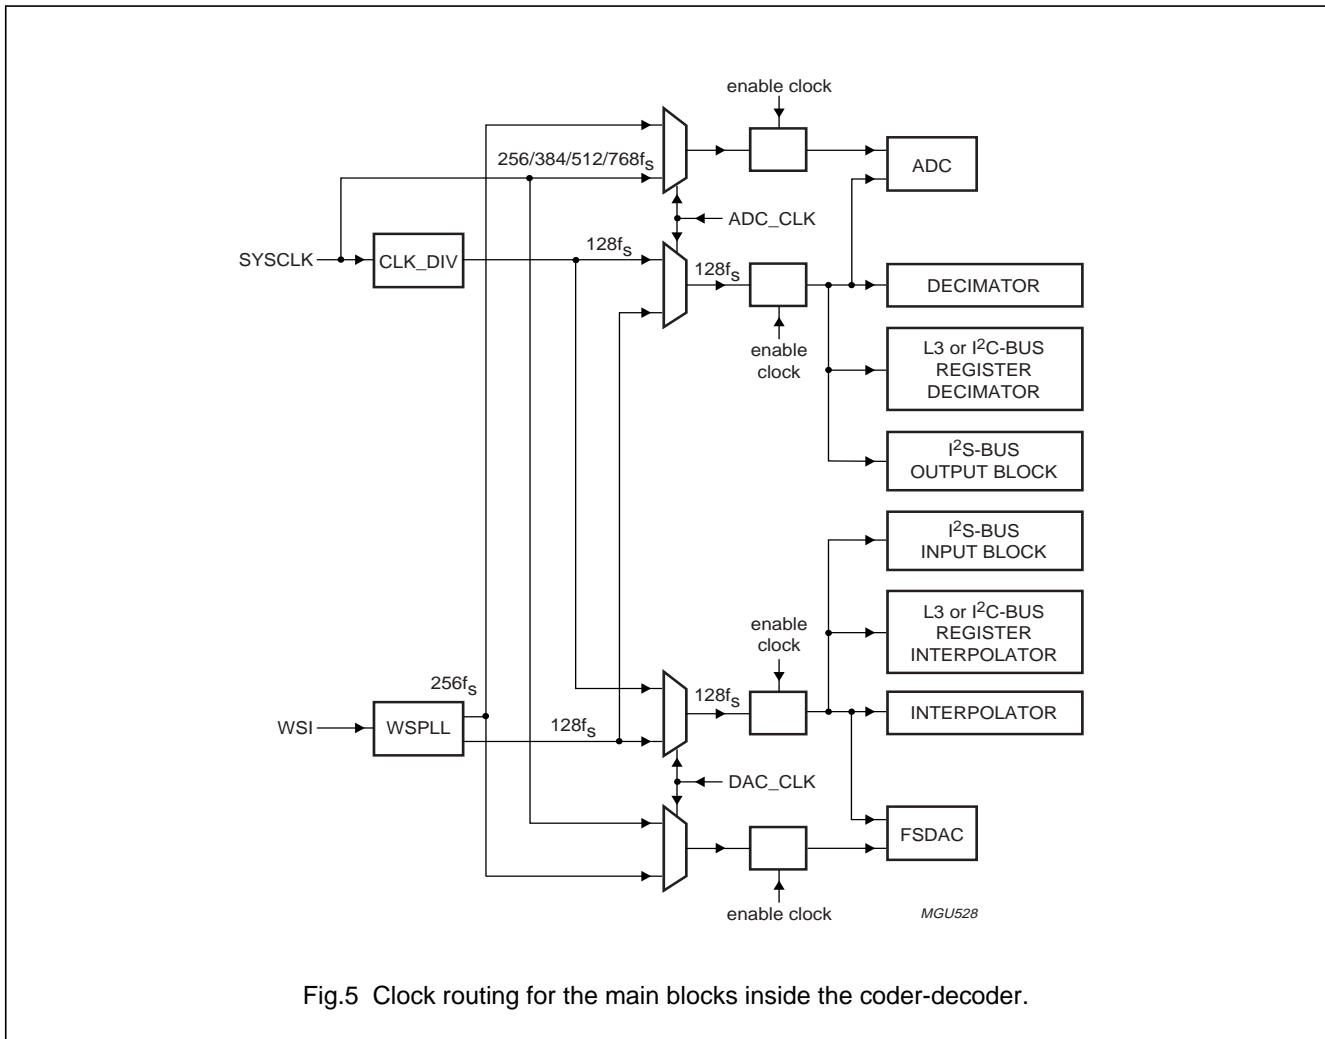 enable clock
256/384/512/768fs
ADC
ADC_CLK
SYSCLK
CLK_DIV
128fs
128fs
DECIMATOR
enable
clock
L3 or I2C-BUS
REGISTER
DECIMATOR
I2S-BUS
OUTPUT BLOCK
I2S-BUS
INPUT BLOCK
enable
clock
L3 or I2C-BUS
REGISTER
INTERPOLATOR
256fs
128fs
INTERPOLATOR
WSI
WSPLL
128fs
DAC_CLK
FSDAC
enable clock
MGU528
Fig.5 Clock routing for the main blocks inside the coder-decoder.